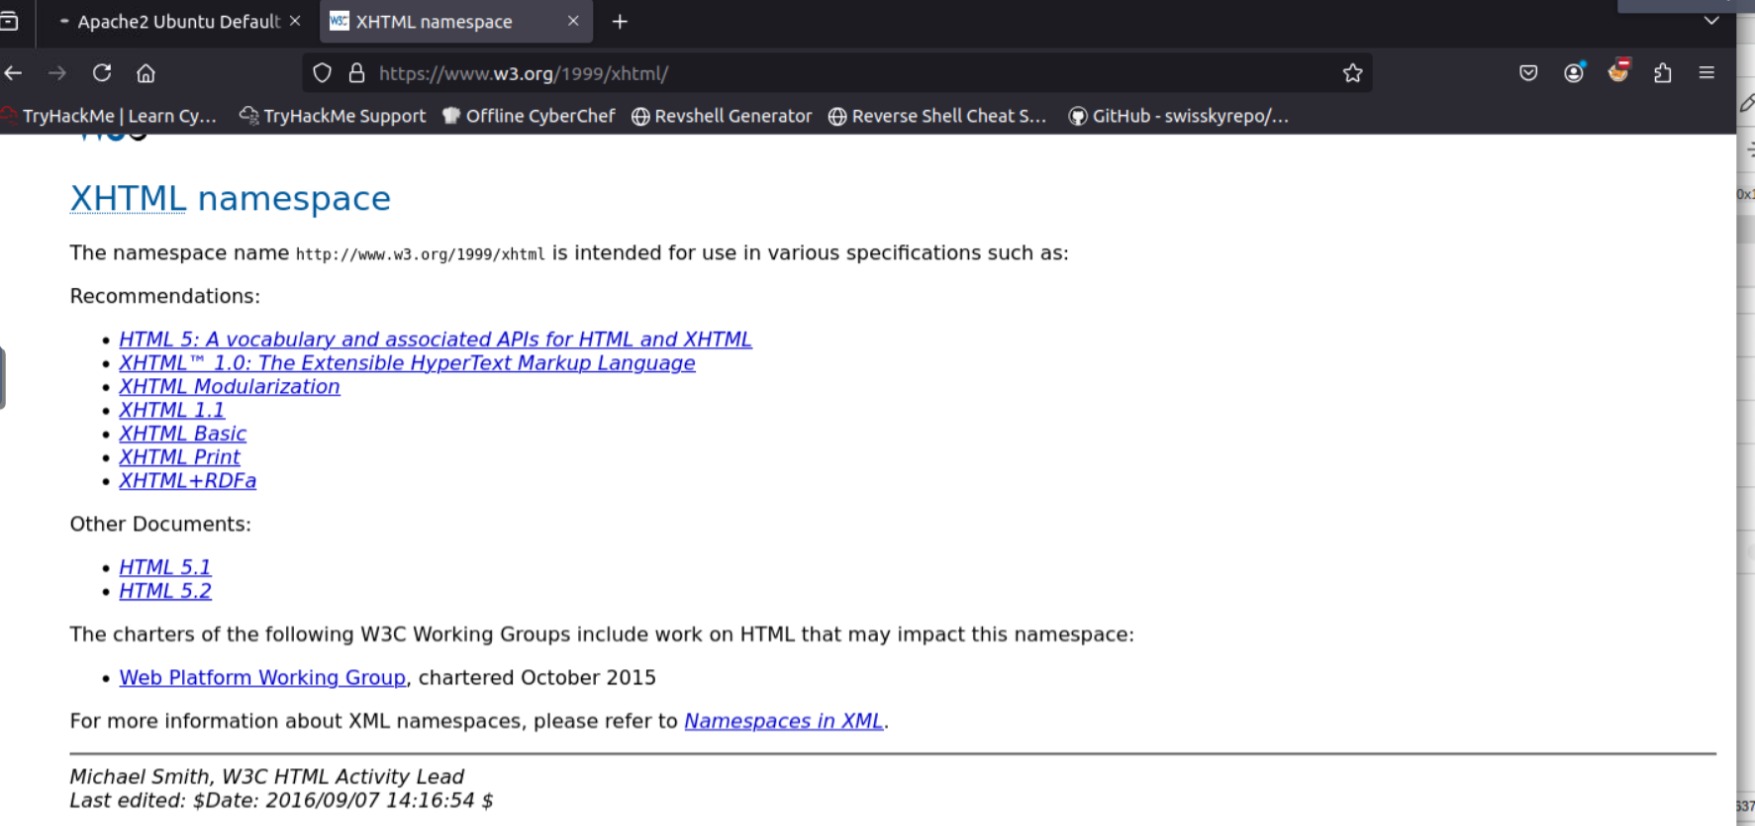 Apache2 Ubuntu Default
XHTML namespace
https://www.w3.org/1999/xhtml/
TryHackMe | Learn Cy...
TryHackMe Support
Offline CyberChef
Revshell Generator
Reverse Shell Cheat S...
GitHub - swisskyrepo/...
XHTML namespace
The namespace name http://www.w3.org/1999/xhtml is intended for use in various specifications such as:
Recommendations:
• HTML 5: A vocabulary and associated APIs for HTML and XHTML
• XHTML™ 1.0: The Extensible HyperText Markup Language
• XHTML Modularization
• XHTML 1.1
• XHTML Basic
• XHTML Print
• XHTML+RDFa
Other Documents:
• HTML 5.1
• HTML 5.2
The charters of the following W3C Working Groups include work on HTML that may impact this namespace:
• Web Platform Working Group, chartered October 2015
For more information about XML namespaces, please refer to Namespaces in XML.
Michael Smith, W3C HTML Activity Lead
Last edited: $Date: 2016/09/07 14:16:54 $